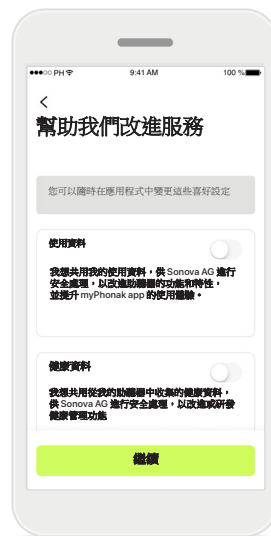 ●●●○○ PH 9:41 AM 100 %
<
幫助我們改進服務
您可以隨時在應用程式中變更這些喜好設定
使用資料
我想共用我的使用資料，供 Sonova AG 進行
安全處理，以改進助聽器的功能和特性，
並提升 myPhonak app 的使用體驗。
健康資料
我想共用從我的助聽器中收集的健康資料，
供 Sonova AG 進行安全處理，以改進或研發
健康管理功能
繼續